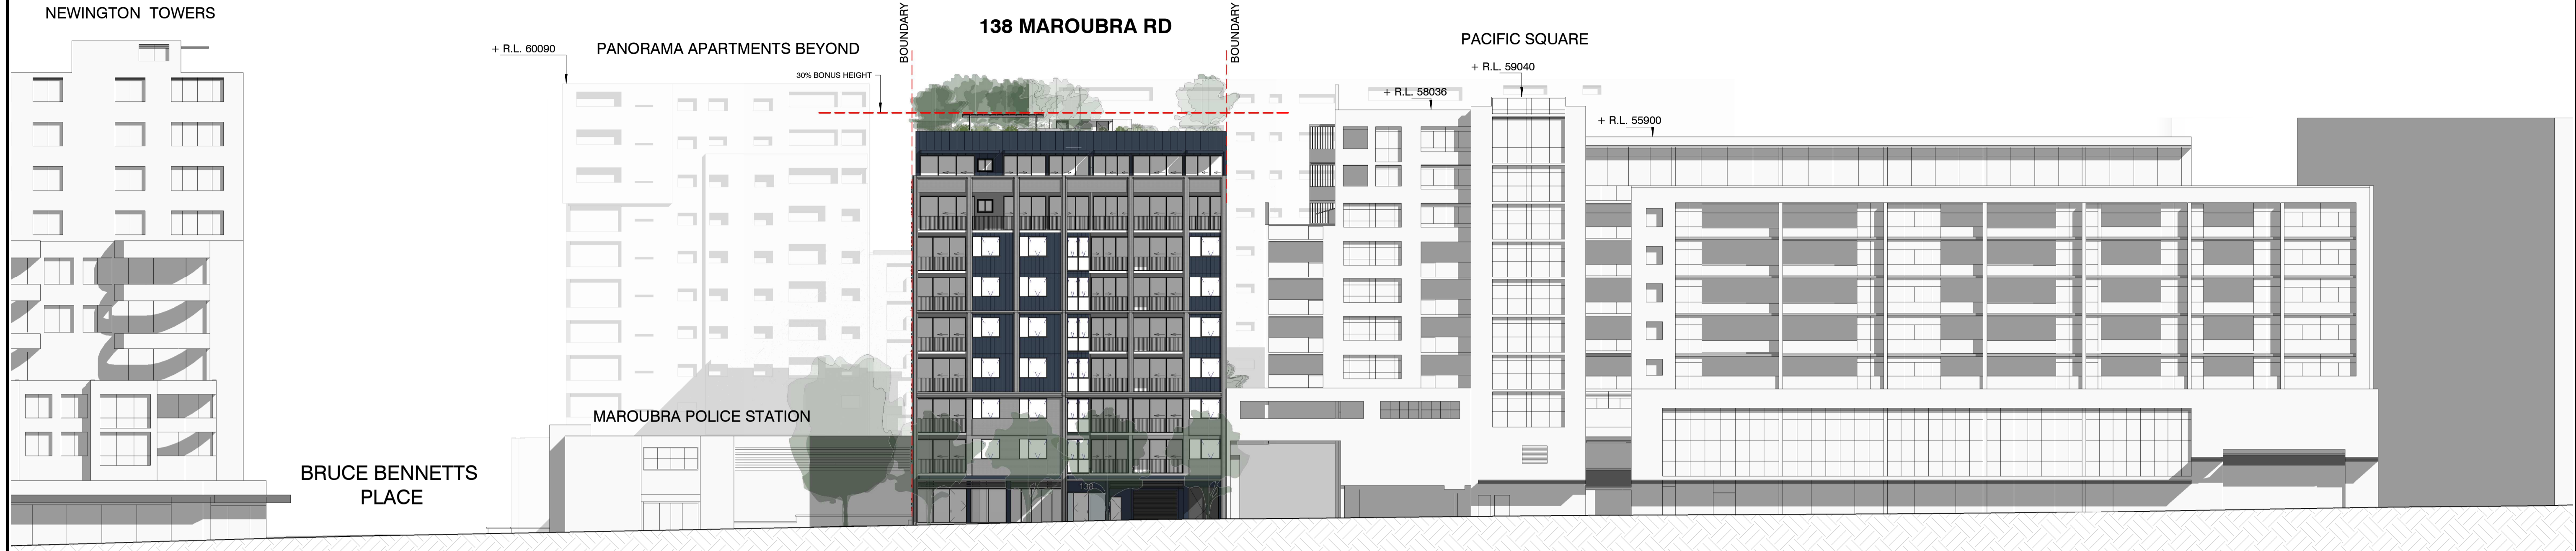 NEWINGTON TOWERS
+ R.L. 60090
PANORAMA APARTMENTS BEYOND
30% BONUS HEIGHT
BOUNDARY
138 MAROUBRA RD
BOUNDARY
PACIFIC SQUARE
+ R.L. 59040
+ R.L. 58036
+ R.L. 55900
MAROUBRA POLICE STATION
BRUCE BENNETTS
PLACE
138